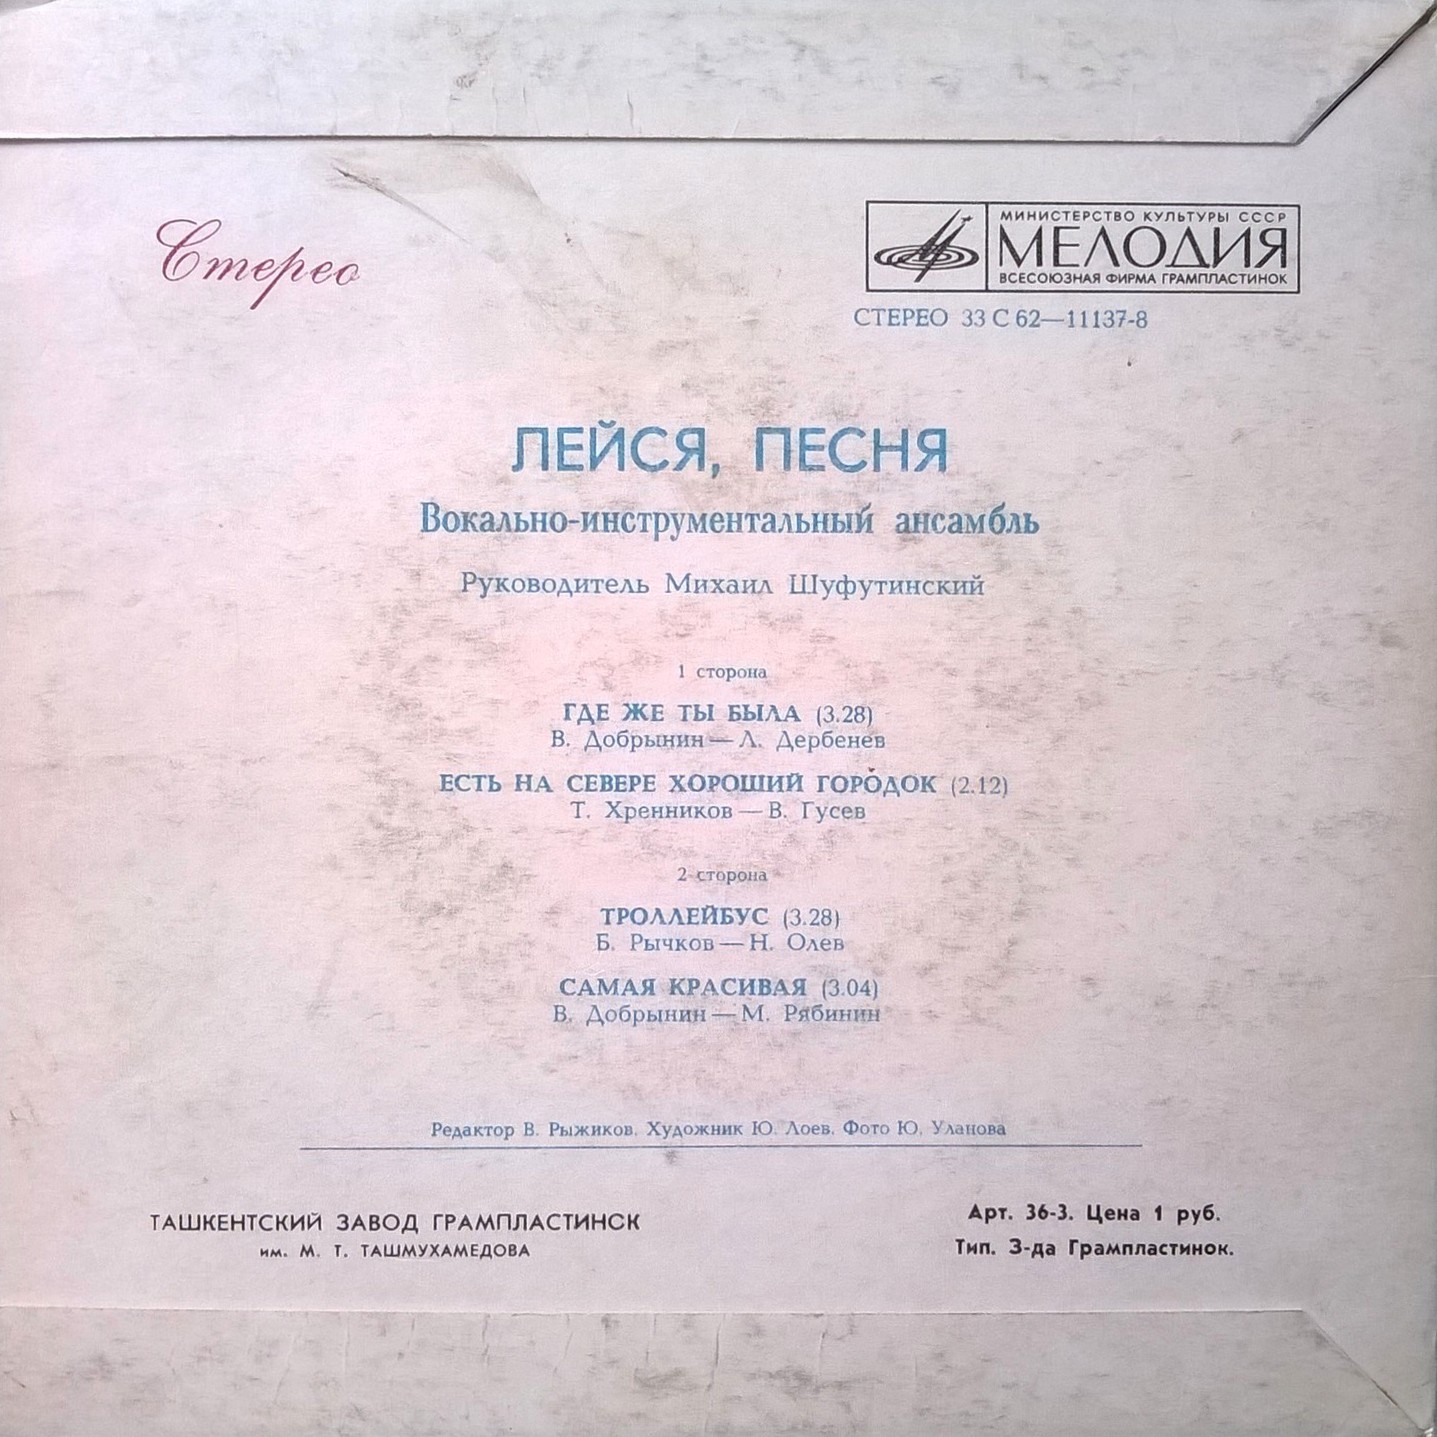 Стерео
МИНИСТЕРСТВО КУЛЬТУРЫ СССР
МЕЛОДИЯ
ВСЕСОЮЗНАЯ ФИРМА ГРАМПЛАСТИНОК
СТЕРЕО 33 С 62—11137-8
ЛЕЙСЯ, ПЕСНЯ
Вокально-инструментальный ансамбль
Руководитель Михаил Шуфутинский
1 сторона
ГДЕ ЖЕ ТЫ БЫЛА (3.28)
В. Добрынин — Л. Дербенев
ЕСТЬ НА СЕВЕРЕ ХОРОШИЙ ГОРОДОК (2.12)
Т. Хренников — В. Гусев
2 сторона
ТРОЛЛЕЙБУС (3.28)
Б. Рычков — Н. Олев
САМАЯ КРАСИВАЯ (3.04)
В. Добрынин — М. Рябинин
Редактор В. Рыжиков. Художник Ю. Лоев. Фото Ю. Уланова
ТАШКЕНТСКИЙ ЗАВОД ГРАМПЛАСТИНСК
им. М. Т. ТАШМУХАМЕДОВА
Арт. 36-3. Цена 1 руб.
Тип. З-да Грампластинок.